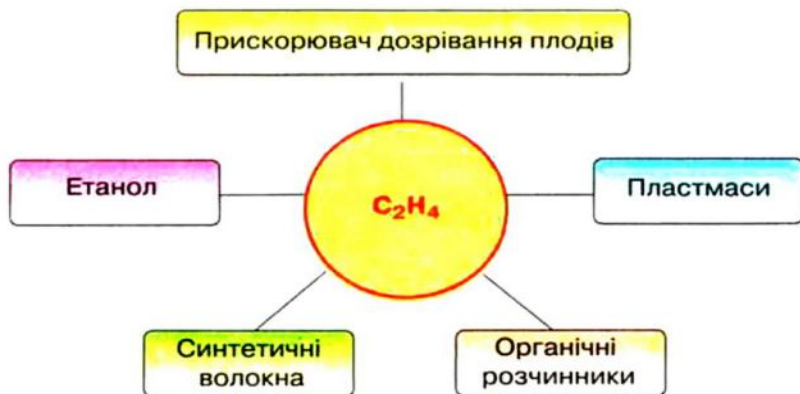 Прискорювач дозрівання плодів
Етанол
C₂H₄
Пластмаси
Синтетичні
волокна
Органічні
розчинники